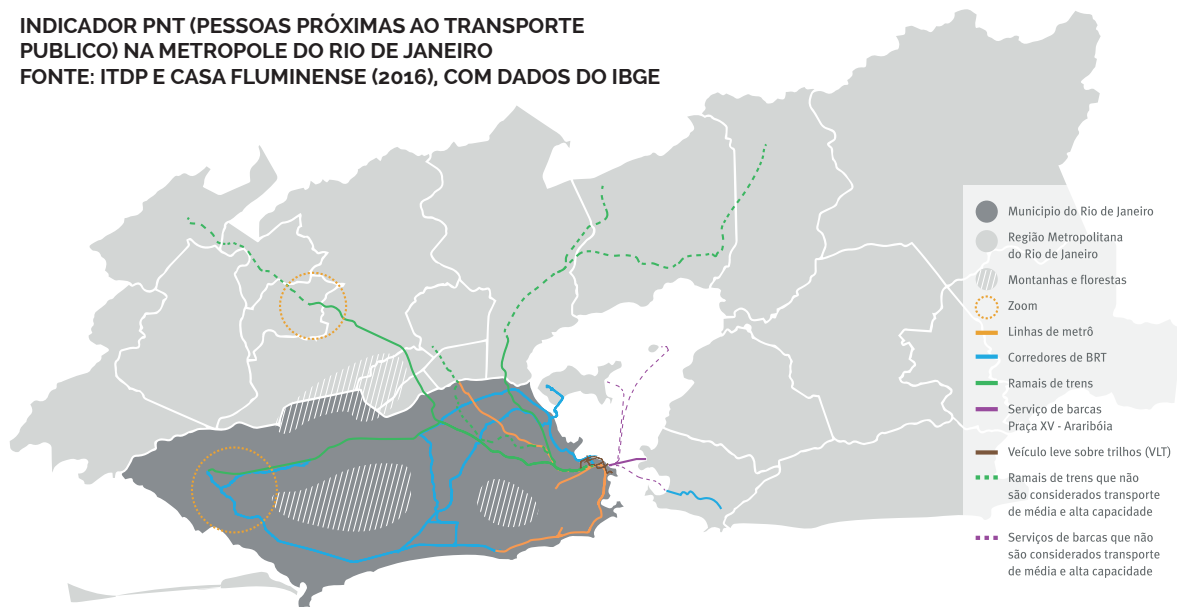 INDICADOR PNT (PESSOAS PRÓXIMAS AO TRANSPORTE
PUBLICO) NA METROPOLE DO RIO DE JANEIRO
FONTE: ITDP E CASA FLUMINENSE (2016), COM DADOS DO IBGE
Municipio do Rio de Janeiro
Região Metropolitana
do Rio de Janeiro
Montanhas e florestas
Zoom
Linhas de metrô
Corredores de BRT
Ramais de trens
Serviço de barcas
Praça XV - Araribóia
Veículo leve sobre trilhos (VLT)
Ramais de trens que não
são considerados transporte
de média e alta capacidade
Serviços de barcas que não
são considerados transporte
de média e alta capacidade